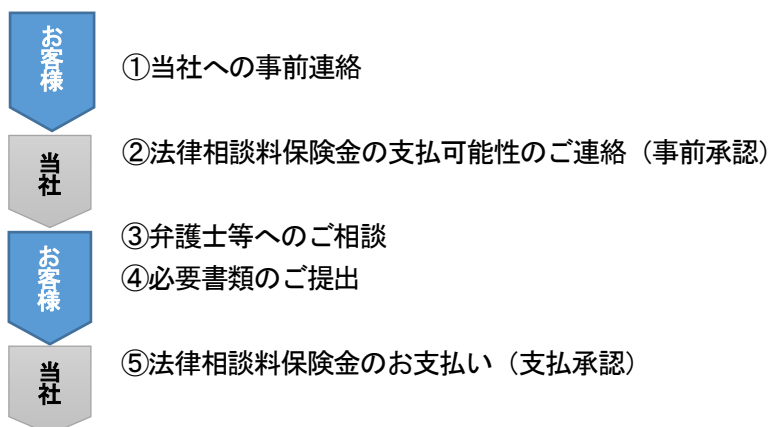 お客様
①当社への事前連絡
当社
②法律相談料保険金の支払可能性のご連絡（事前承認）
お客様
③弁護士等へのご相談
④必要書類のご提出
当社
⑤法律相談料保険金のお支払い（支払承認）